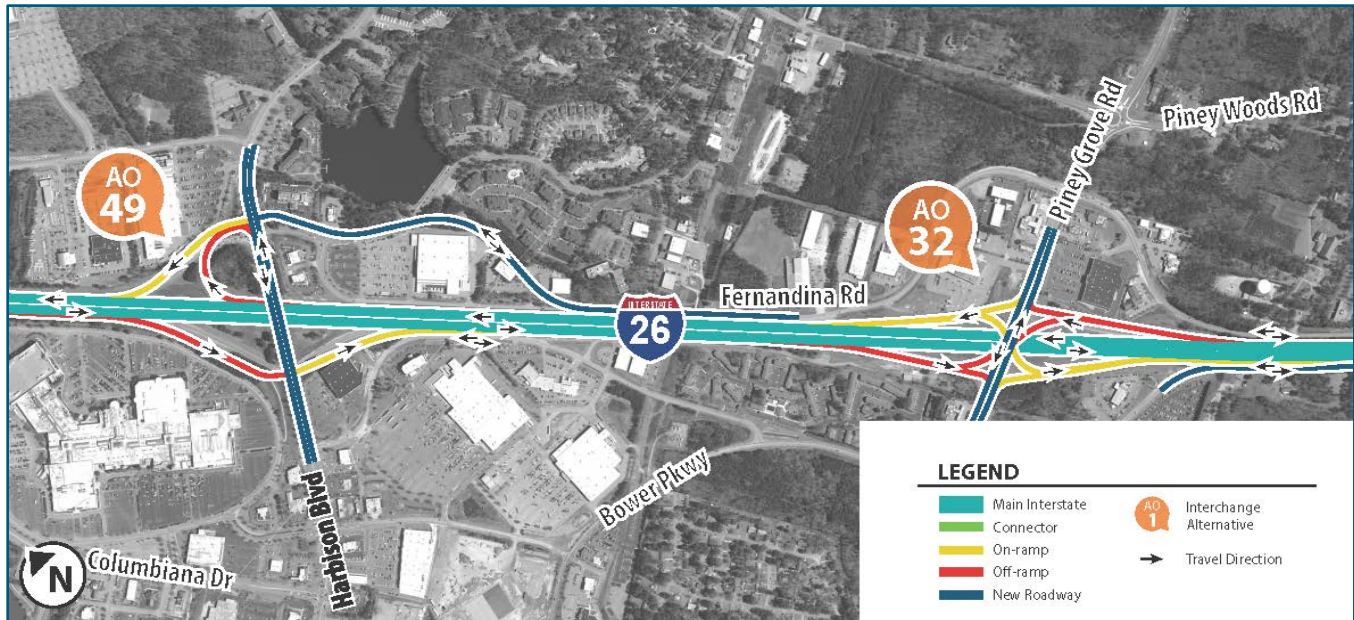 Piney Grove Rd
Piney Woods Rd
AO
49
AO
32
Fernandina Rd
INTERSTATE
26
Bower Pkwy
Harbison Blvd
Columbiana Dr
N
LEGEND
Main Interstate
Connector
On-ramp
Off-ramp
New Roadway
AO
1
Interchange
Alternative
Travel Direction